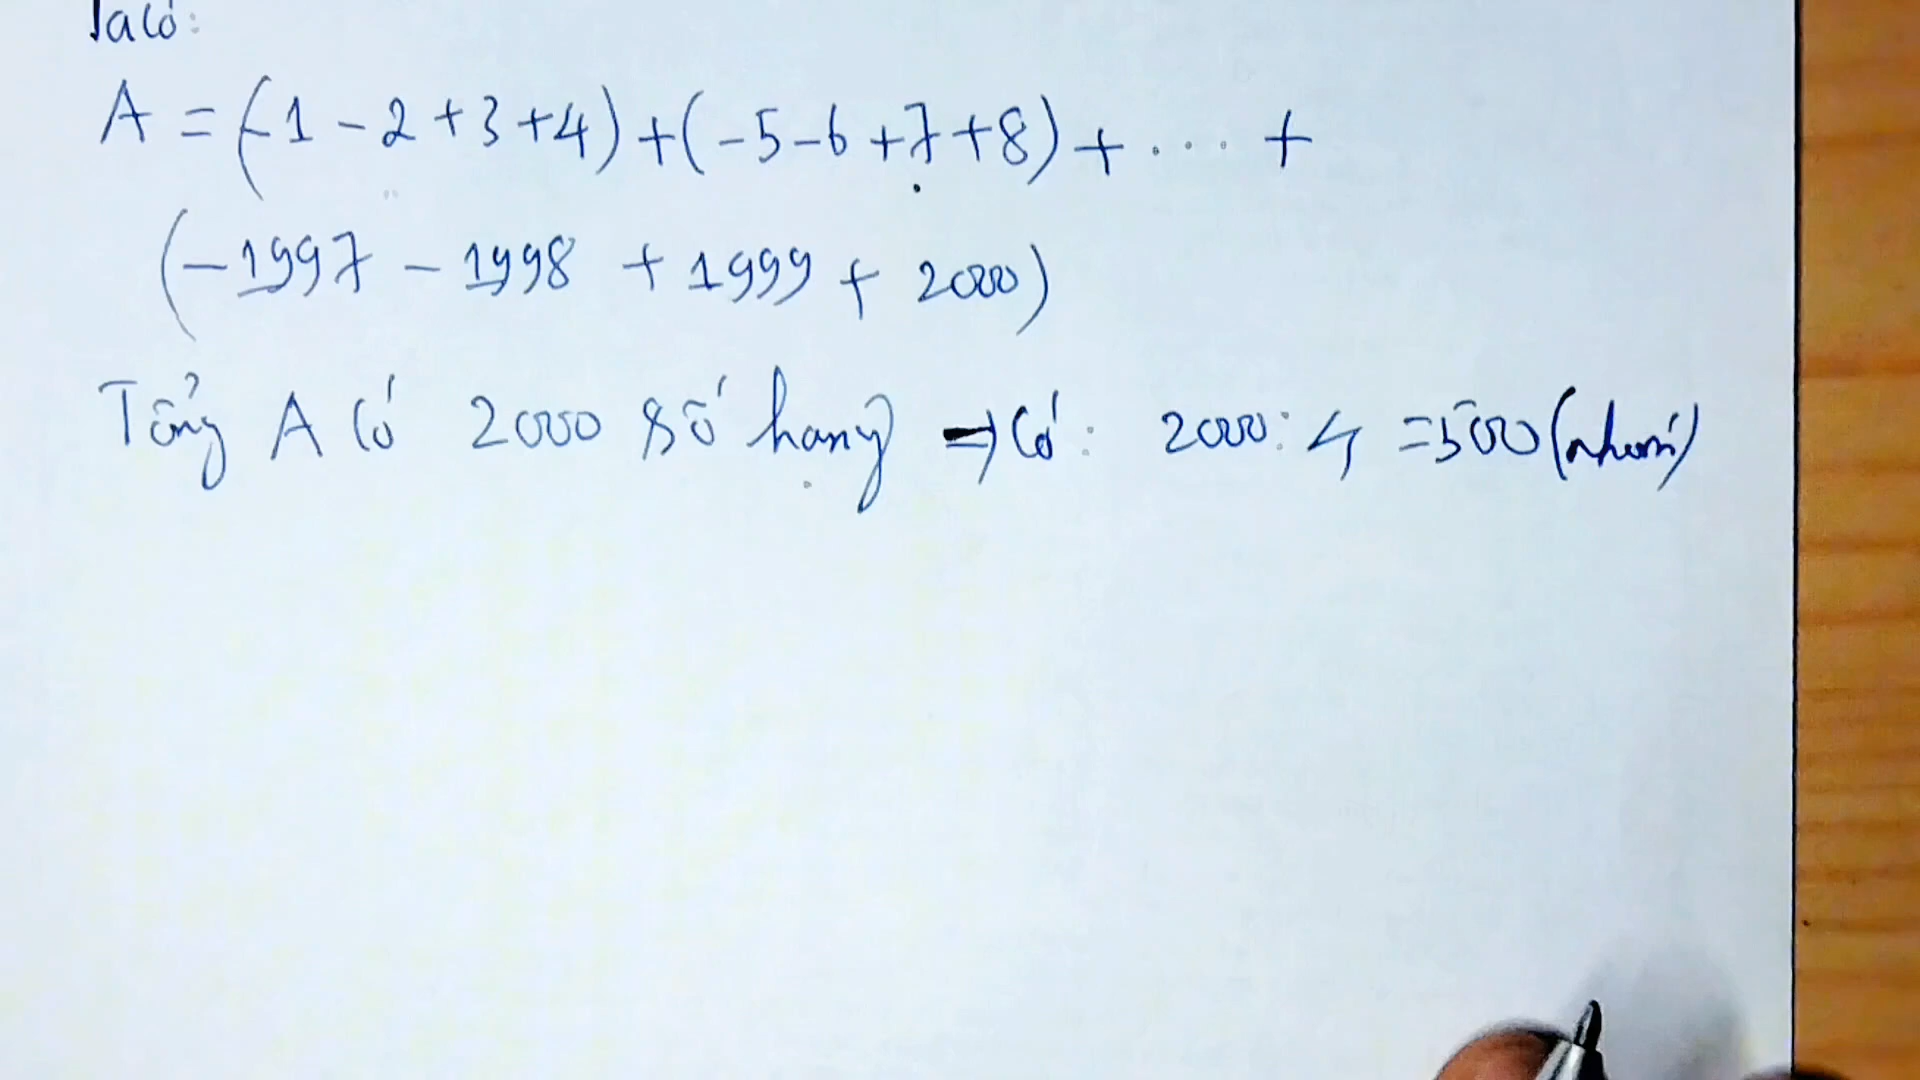 Ta có:
A = (-1 - 2 + 3 + 4) + (-5 - 6 + 7 + 8) + .... +
(-1997 - 1998 + 1999 + 2000)
Tổng A có 2000 số hạng ⇒ Có: 2000 : 4 = 500 (nhóm)